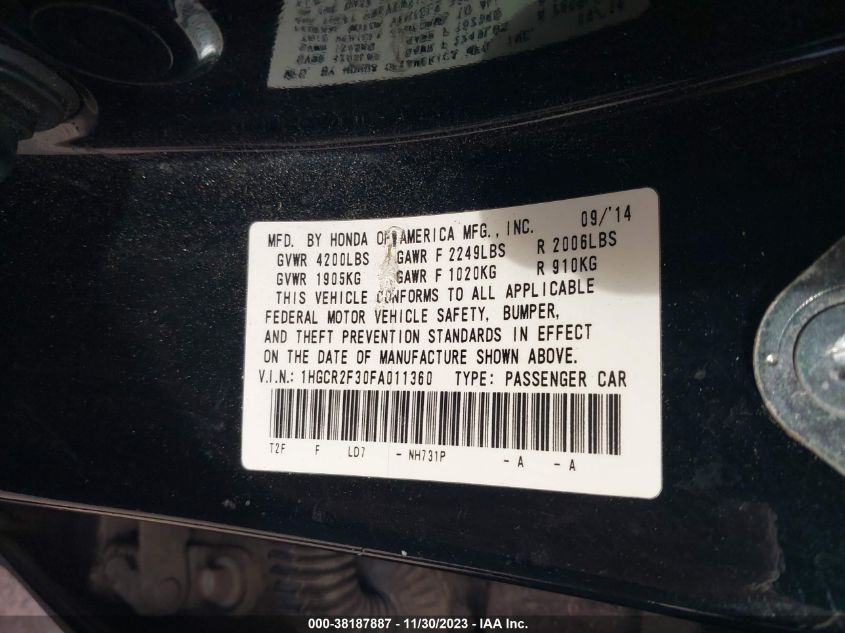 MFD. BY HONDA OF AMERICA MFG., INC. 09/'14
GVWR 4200LBS GAWR F 2249LBS R 2006LBS
GVWR 1905KG GAWR F 1020KG R 910KG
THIS VEHICLE CONFORMS TO ALL APPLICABLE
FEDERAL MOTOR VEHICLE SAFETY, BUMPER,
AND THEFT PREVENTION STANDARDS IN EFFECT
ON THE DATE OF MANUFACTURE SHOWN ABOVE.
V.I.N.: 1HGCR2F30FA011360 TYPE: PASSENGER CAR
T2F F LD7 - NH731P - A - A
000-38187887 - 11/30/2023 - IAA Inc.